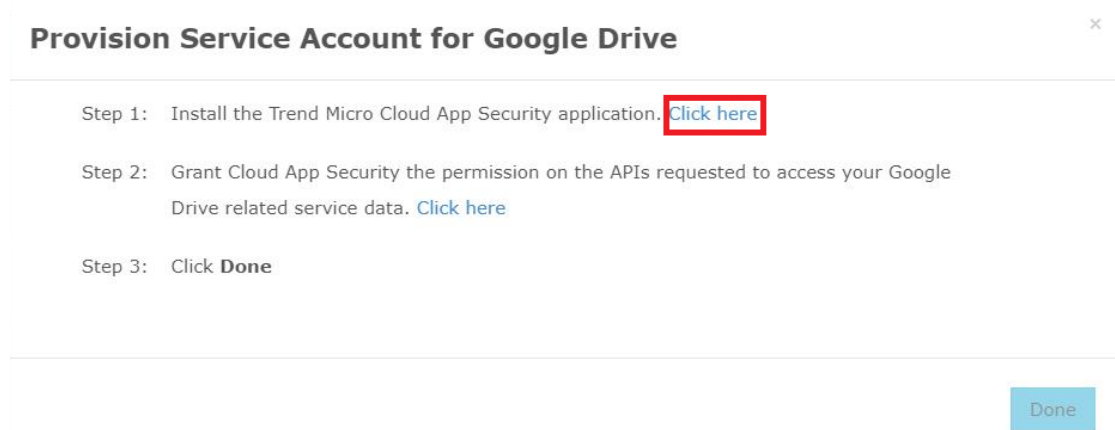 Provision Service Account for Google Drive
×
Step 1: Install the Trend Micro Cloud App Security application. Click here
Step 2: Grant Cloud App Security the permission on the APIs requested to access your Google
Drive related service data. Click here
Step 3: Click Done
Done